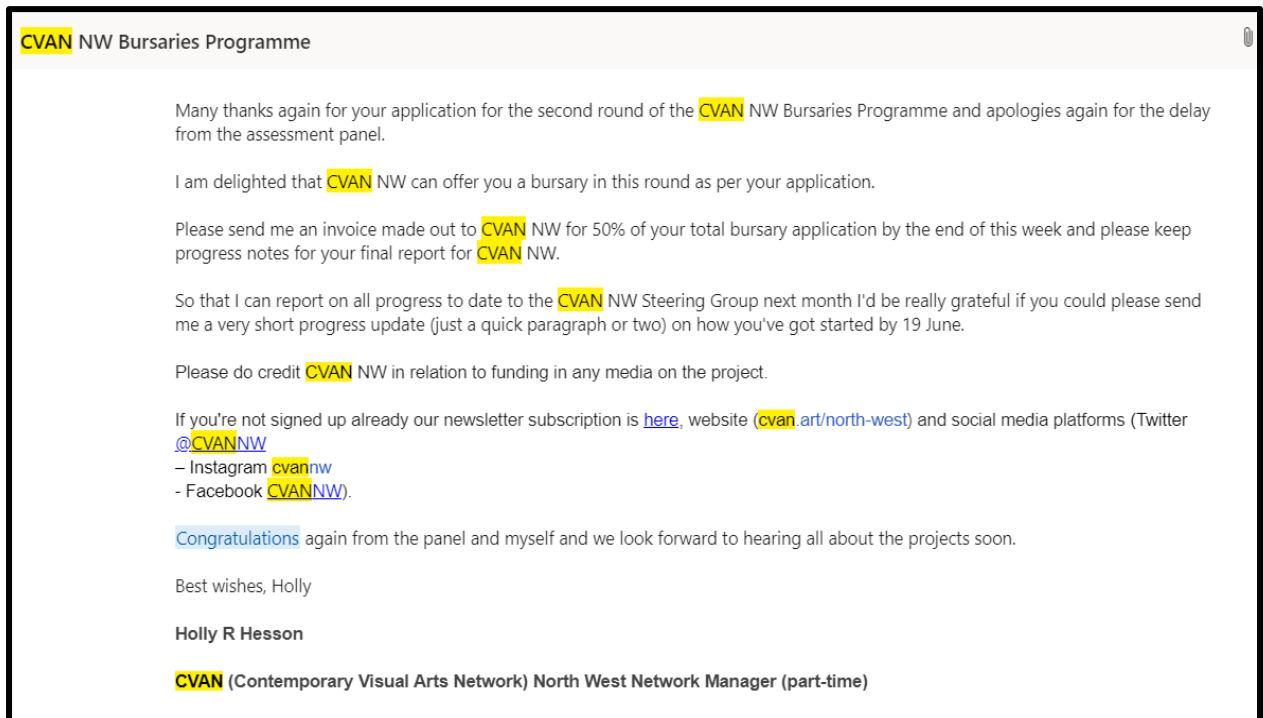 CVAN NW Bursaries Programme
Many thanks again for your application for the second round of the CVAN NW Bursaries Programme and apologies again for the delay
from the assessment panel.
I am delighted that CVAN NW can offer you a bursary in this round as per your application.
Please send me an invoice made out to CVAN NW for 50% of your total bursary application by the end of this week and please keep
progress notes for your final report for CVAN NW.
So that I can report on all progress to date to the CVAN NW Steering Group next month I'd be really grateful if you could please send
me a very short progress update (just a quick paragraph or two) on how you've got started by 19 June.
Please do credit CVAN NW in relation to funding in any media on the project.
If you're not signed up already our newsletter subscription is here, website (cvan.art/north-west) and social media platforms (Twitter
@CVANNW
– Instagram cvannw
- Facebook CVANNW).
Congratulations again from the panel and myself and we look forward to hearing all about the projects soon.
Best wishes, Holly
Holly R Hesson
CVAN (Contemporary Visual Arts Network) North West Network Manager (part-time)